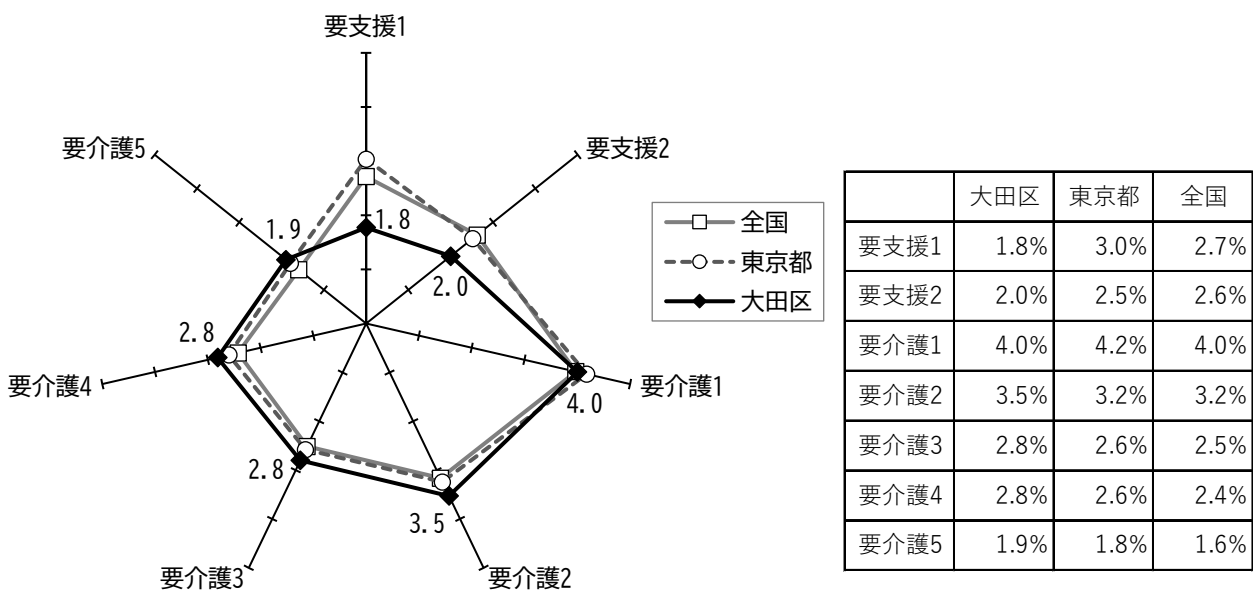 要支援1
要支援2
要介護5
1.8
1.9
2.0
2.8
要介護4
要介護1
4.0
2.8
3.5
要介護3
要介護2
全国
東京都
大田区
大田区 東京都 全国
要支援1 1.8% 3.0% 2.7%
要支援2 2.0% 2.5% 2.6%
要介護1 4.0% 4.2% 4.0%
要介護2 3.5% 3.2% 3.2%
要介護3 2.8% 2.6% 2.5%
要介護4 2.8% 2.6% 2.4%
要介護5 1.9% 1.8% 1.6%